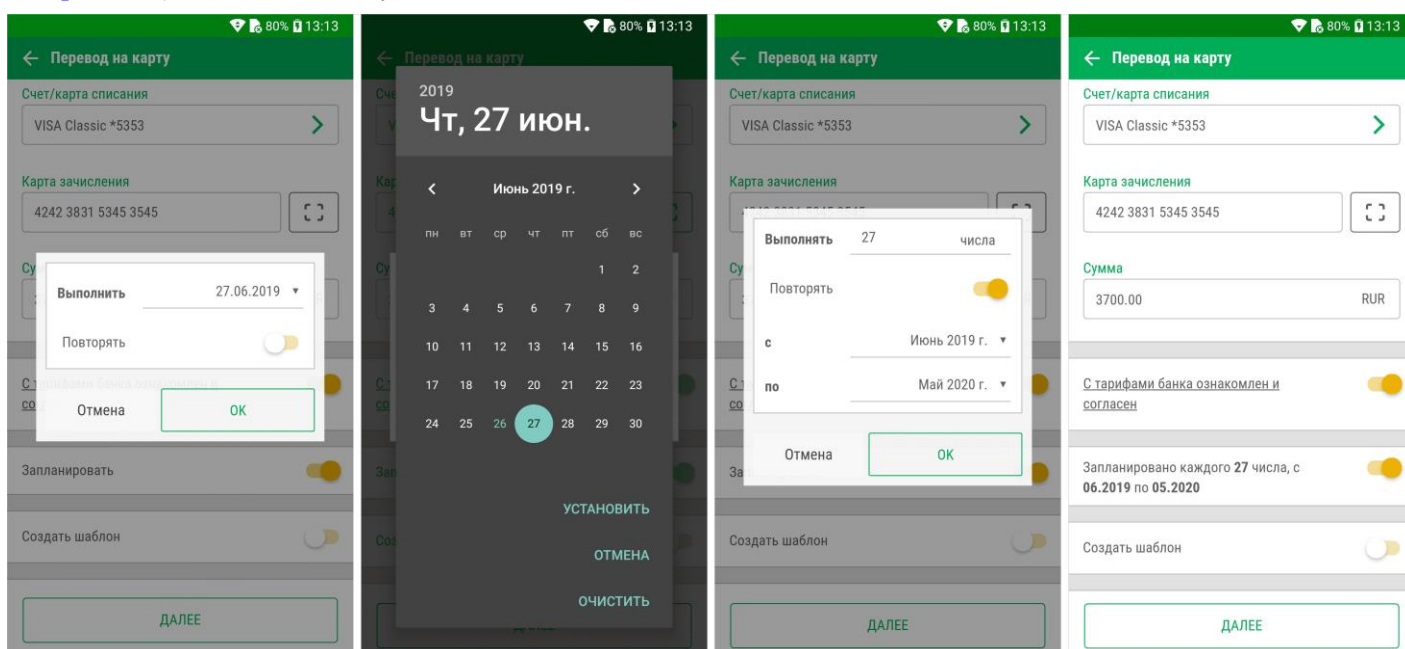 80% 13:13
Перевод на карту
Счет/карта списания
VISA Classic *5353
Карта зачисления
4242 3831 5345 3545
Су
Выполнить 27.06.2019
Повторять
Отмена OK
Запланировать
Создать шаблон
ДАЛЕЕ
80% 13:13
Перевод на карту
2019
Чт, 27 июн.
Июнь 2019 г.
пн вт ср чт пт сб вс
1 2
3 4 5 6 7 8 9
10 11 12 13 14 15 16
17 18 19 20 21 22 23
24 25 26 27 28 29 30
УСТАНОВИТЬ
ОТМЕНА
ОЧИСТИТЬ
80% 13:13
Перевод на карту
Счет/карта списания
VISA Classic *5353
Карта зачисления
Выполнять 27 числа
Повторять
с Июнь 2019 г.
по Май 2020 г.
Отмена OK
Создать шаблон
ДАЛЕЕ
80% 13:13
Перевод на карту
Счет/карта списания
VISA Classic *5353
Карта зачисления
4242 3831 5345 3545
Сумма
3700.00 RUR
С тарифами банка ознакомлен и
согласен
Запланировано каждого 27 числа, с
06.2019 по 05.2020
Создать шаблон
ДАЛЕЕ